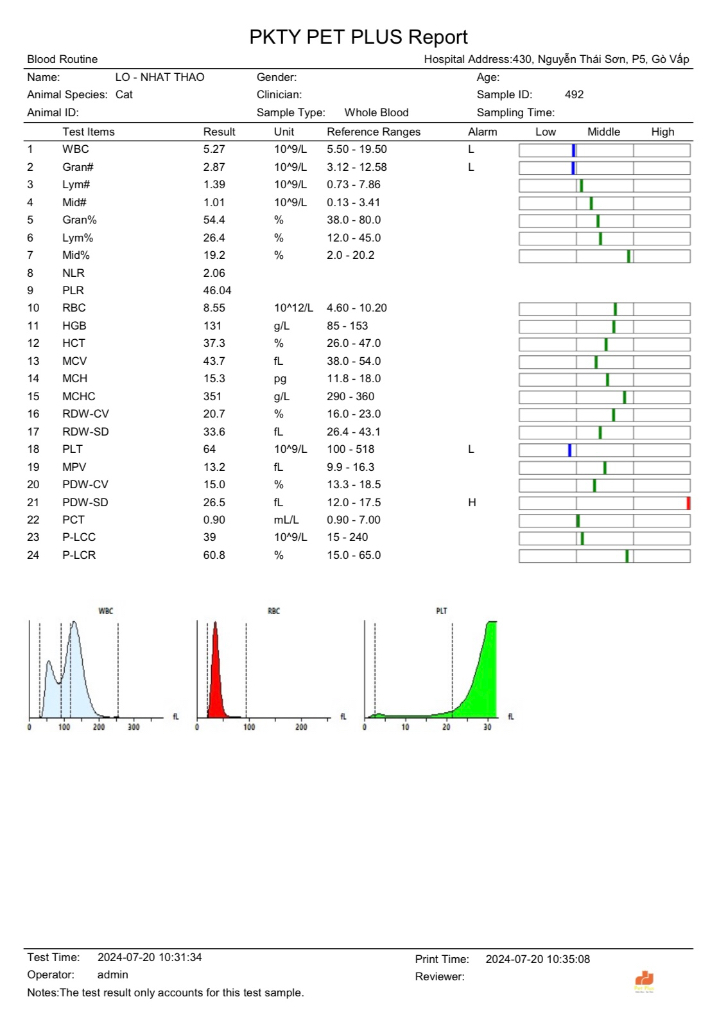 PKTY PET PLUS Report
Blood Routine Hospital Address:430, Nguyễn Thái Sơn, P5, Gò Vấp
Name: LO - NHAT THAO Gender: Age:
Animal Species: Cat Clinician: Sample ID: 492
Animal ID: Sample Type: Whole Blood Sampling Time:
Test Items Result Unit Reference Ranges Alarm Low Middle High
1 WBC 5.27 10^9/L 5.50 - 19.50 L
2 Gran# 2.87 10^9/L 3.12 - 12.58 L
3 Lym# 1.39 10^9/L 0.73 - 7.86
4 Mid# 1.01 10^9/L 0.13 - 3.41
5 Gran% 54.4 % 38.0 - 80.0
6 Lym% 26.4 % 12.0 - 45.0
7 Mid% 19.2 % 2.0 - 20.2
8 NLR 2.06
9 PLR 46.04
10 RBC 8.55 10^12/L 4.60 - 10.20
11 HGB 131 g/L 85 - 153
12 HCT 37.3 % 26.0 - 47.0
13 MCV 43.7 fL 38.0 - 54.0
14 MCH 15.3 pg 11.8 - 18.0
15 MCHC 351 g/L 290 - 360
16 RDW-CV 20.7 % 16.0 - 23.0
17 RDW-SD 33.6 fL 26.4 - 43.1
18 PLT 64 10^9/L 100 - 518 L
19 MPV 13.2 fL 9.9 - 16.3
20 PDW-CV 15.0 % 13.3 - 18.5
21 PDW-SD 26.5 fL 12.0 - 17.5 H
22 PCT 0.90 mL/L 0.90 - 7.00
23 P-LCC 39 10^9/L 15 - 240
24 P-LCR 60.8 % 15.0 - 65.0
WBC RBC PLT
0 100 200 300 fL 0 100 200 fL 0 10 20 30 fL
Test Time: 2024-07-20 10:31:34 Print Time: 2024-07-20 10:35:08
Operator: admin Reviewer:
Notes:The test result only accounts for this test sample.